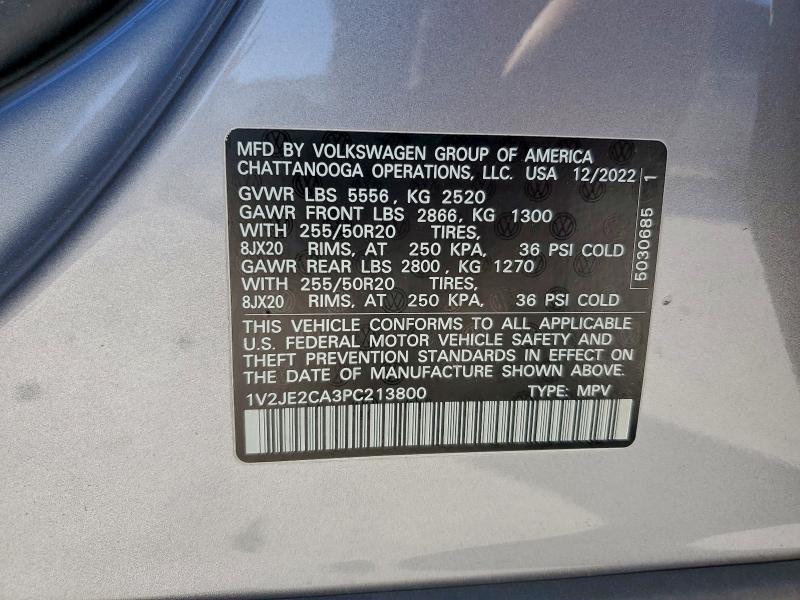 MFD BY VOLKSWAGEN GROUP OF AMERICA
CHATTANOOGA OPERATIONS, LLC. USA 12/2022
GVWR LBS 5556, KG 2520
GAWR FRONT LBS 2866, KG 1300
WITH 255/50R20 TIRES,
8JX20 RIMS, AT 250 KPA, 36 PSI COLD
GAWR REAR LBS 2800, KG 1270
WITH 255/50R20 TIRES,
8JX20 RIMS, AT 250 KPA, 36 PSI COLD
THIS VEHICLE CONFORMS TO ALL APPLICABLE
U.S. FEDERAL MOTOR VEHICLE SAFETY AND
THEFT PREVENTION STANDARDS IN EFFECT ON
THE DATE OF MANUFACTURE SHOWN ABOVE.
1V2JE2CA3PC213800 TYPE: MPV
5030685 1